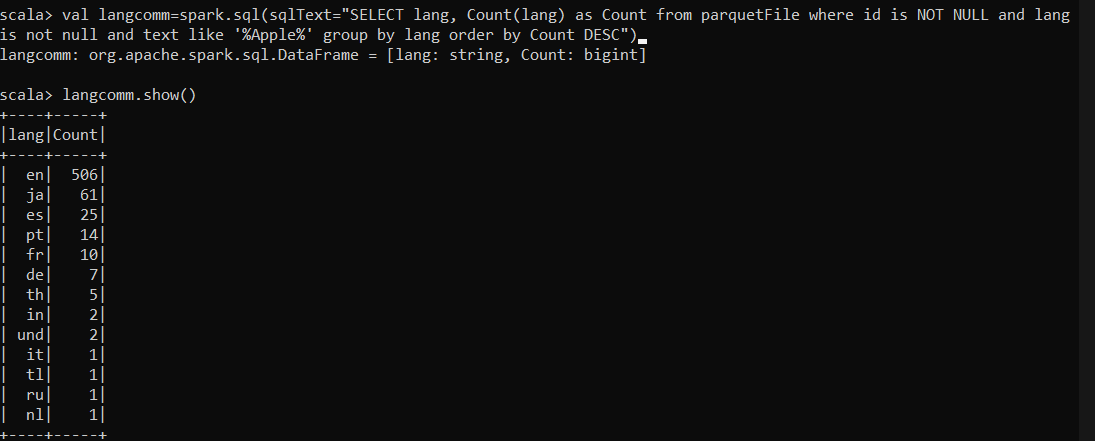 scala> val langcomm=spark.sql(sqlText="SELECT lang, Count(lang) as Count from parquetFile where id is NOT NULL and lang
is not null and text like '%Apple%' group by lang order by Count DESC")
langcomm: org.apache.spark.sql.DataFrame = [lang: string, Count: bigint]
scala> langcomm.show()
+----+-----+
|lang|Count|
+----+-----+
|  en|  506|
|  ja|   61|
|  es|   25|
|  pt|   14|
|  fr|   10|
|  de|    7|
|  th|    5|
|  in|    2|
| und|    2|
|  it|    1|
|  tl|    1|
|  ru|    1|
|  nl|    1|
+----+-----+